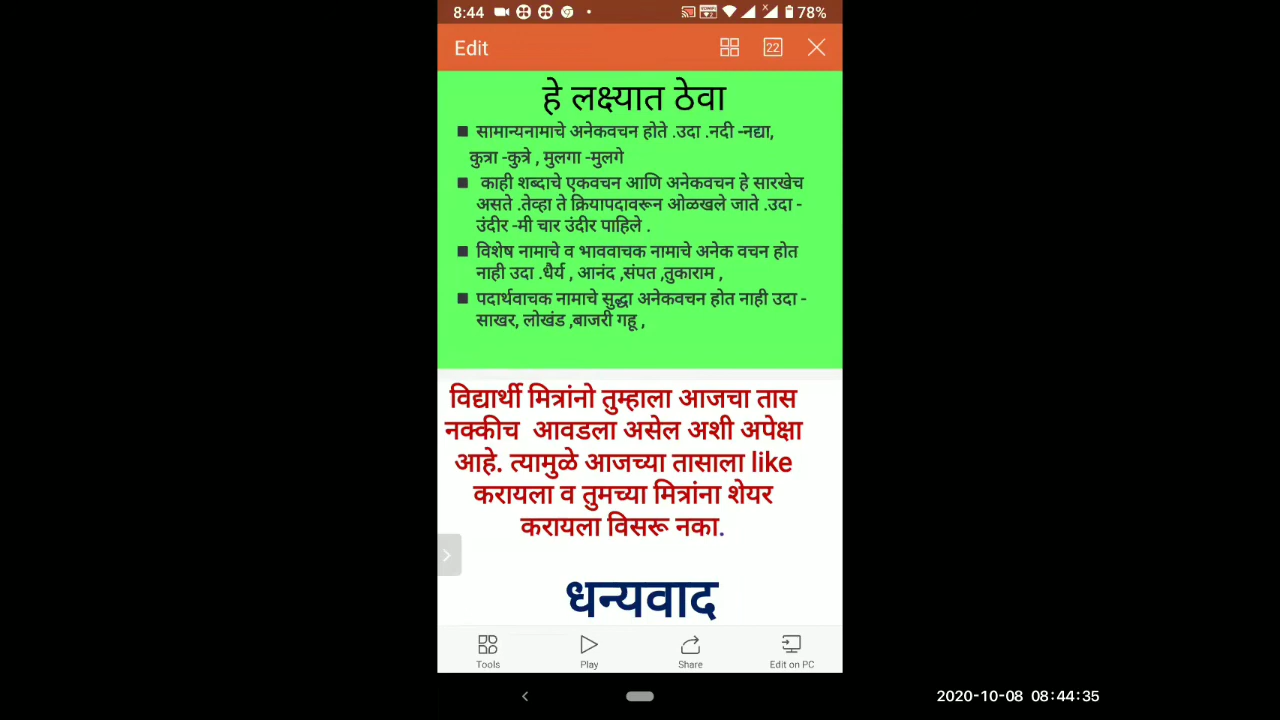 8:44
78%
Edit
22
हे लक्ष्यात ठेवा
■ सामान्यनामाचे अनेकवचन होते .उदा .नदी -नद्या,
कुत्रा -कुत्रे , मुलगा -मुलगे
■ काही शब्दाचे एकवचन आणि अनेकवचन हे सारखेच
असते .तेव्हा ते क्रियापदावरून ओळखले जाते .उदा -
उंदीर -मी चार उंदीर पाहिले .
■ विशेष नामाचे व भाववाचक नामाचे अनेक वचन होत
नाही उदा .धैर्य , आनंद ,संपत ,तुकाराम ,
■ पदार्थवाचक नामाचे सुद्धा अनेकवचन होत नाही उदा -
साखर, लोखंड ,बाजरी गहू ,
विद्यार्थी मित्रांनो तुम्हाला आजचा तास
नक्कीच आवडला असेल अशी अपेक्षा
आहे. त्यामुळे आजच्या तासाला like
करायला व तुमच्या मित्रांना शेयर
करायला विसरू नका.
धन्यवाद
Tools Play Share Edit on PC
2020-10-08 08:44:35